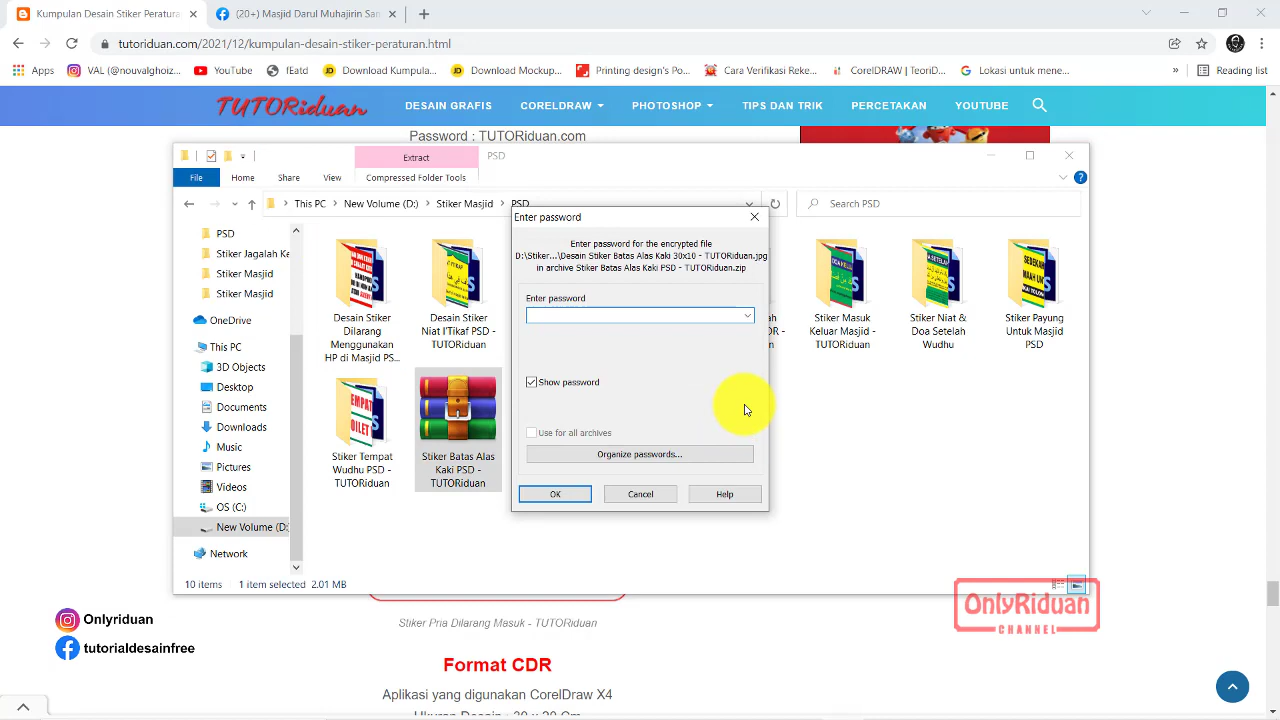 Kumpulan Desain Stiker Peratura
(20+) Masjid Darul Muhajirin San
tutoriduan.com/2021/12/kumpulan-desain-stiker-peraturan.html
Apps
VAL (@nouvalghoiz...
YouTube
fEatd
Download Kumpula...
Download Mockup...
Printing design's Po...
Cara Verifikasi Reke...
CorelDRAW | TeoriD...
Lokasi untuk mene...
»
Reading list
TUTORiduan
DESAIN GRAFIS
CORELDRAW
PHOTOSHOP
TIPS DAN TRIK
PERCETAKAN
YOUTUBE
Password : TUTORiduan.com
Extract
PSD
File
Home
Share
View
Compressed Folder Tools
This PC
New Volume (D:)
Stiker Masjid
PSD
Search PSD
PSD
Stiker Jagalah Ke
Stiker Masjid
Stiker Masjid
OneDrive
This PC
3D Objects
Desktop
Documents
Downloads
Music
Pictures
Videos
OS (C:)
New Volume (D:
Network
Desain Stiker
Dilarang
Menggunakan
HP di Masjid PS...
Desain Stiker
Niat I'Tikaf PSD -
TUTORiduan
Stiker Masuk
Keluar Masjid -
TUTORiduan
Stiker Niat &
Doa Setelah
Wudhu
Stiker Payung
Untuk Masjid
PSD
Stiker Tempat
Wudhu PSD -
TUTORiduan
Stiker Batas Alas
Kaki PSD -
TUTORiduan
Enter password
Enter password for the encrypted file
D:\Stiker...\Desain Stiker Batas Alas Kaki 30x10 - TUTORiduan.jpg
in archive Stiker Batas Alas Kaki PSD - TUTORiduan.zip
Enter password
Show password
Use for all archives
Organize passwords...
OK
Cancel
Help
10 items
1 item selected
2.01 MB
OnlyRiduan
CHANNEL
Onlyriduan
tutorialdesainfree
Stiker Pria Dilarang Masuk - TUTORiduan
Format CDR
Aplikasi yang digunakan CorelDraw X4
Ukuran Desain : 30 x 20 Cm